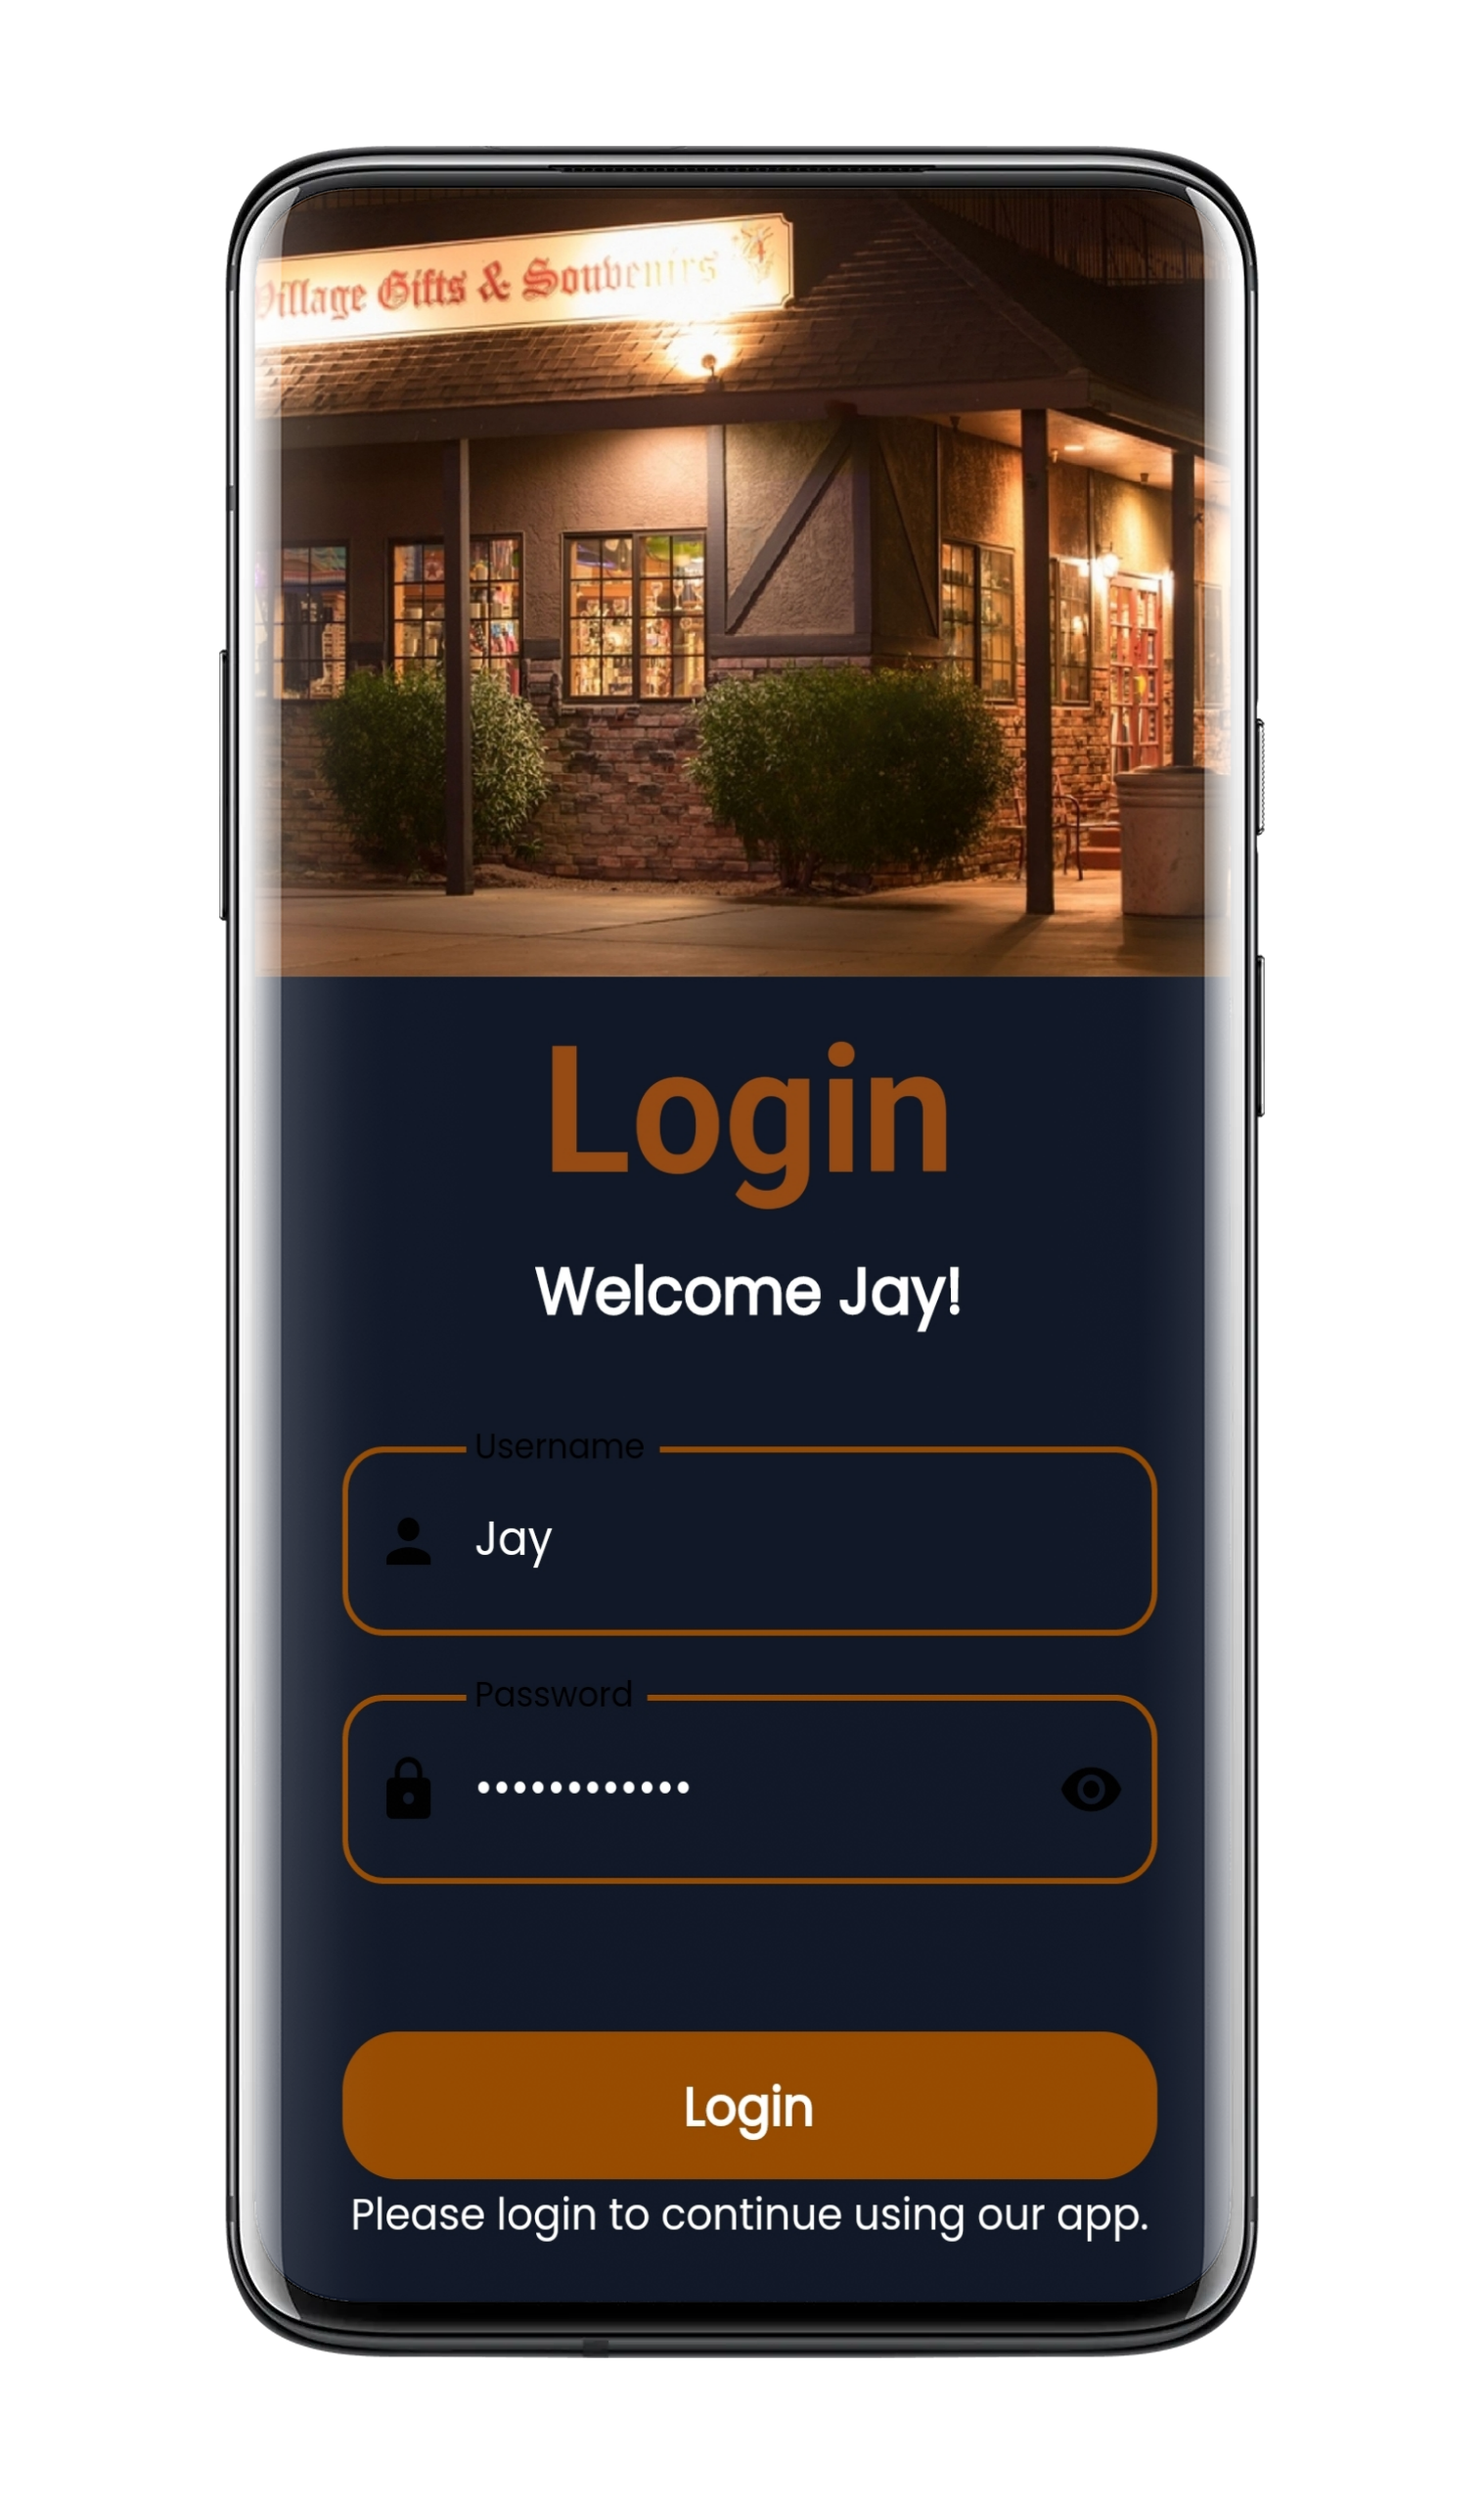 Village Gifts & Souvenirs
Login
Welcome Jay!
Username
Jay
Password
••••••••••••
Login
Please login to continue using our app.